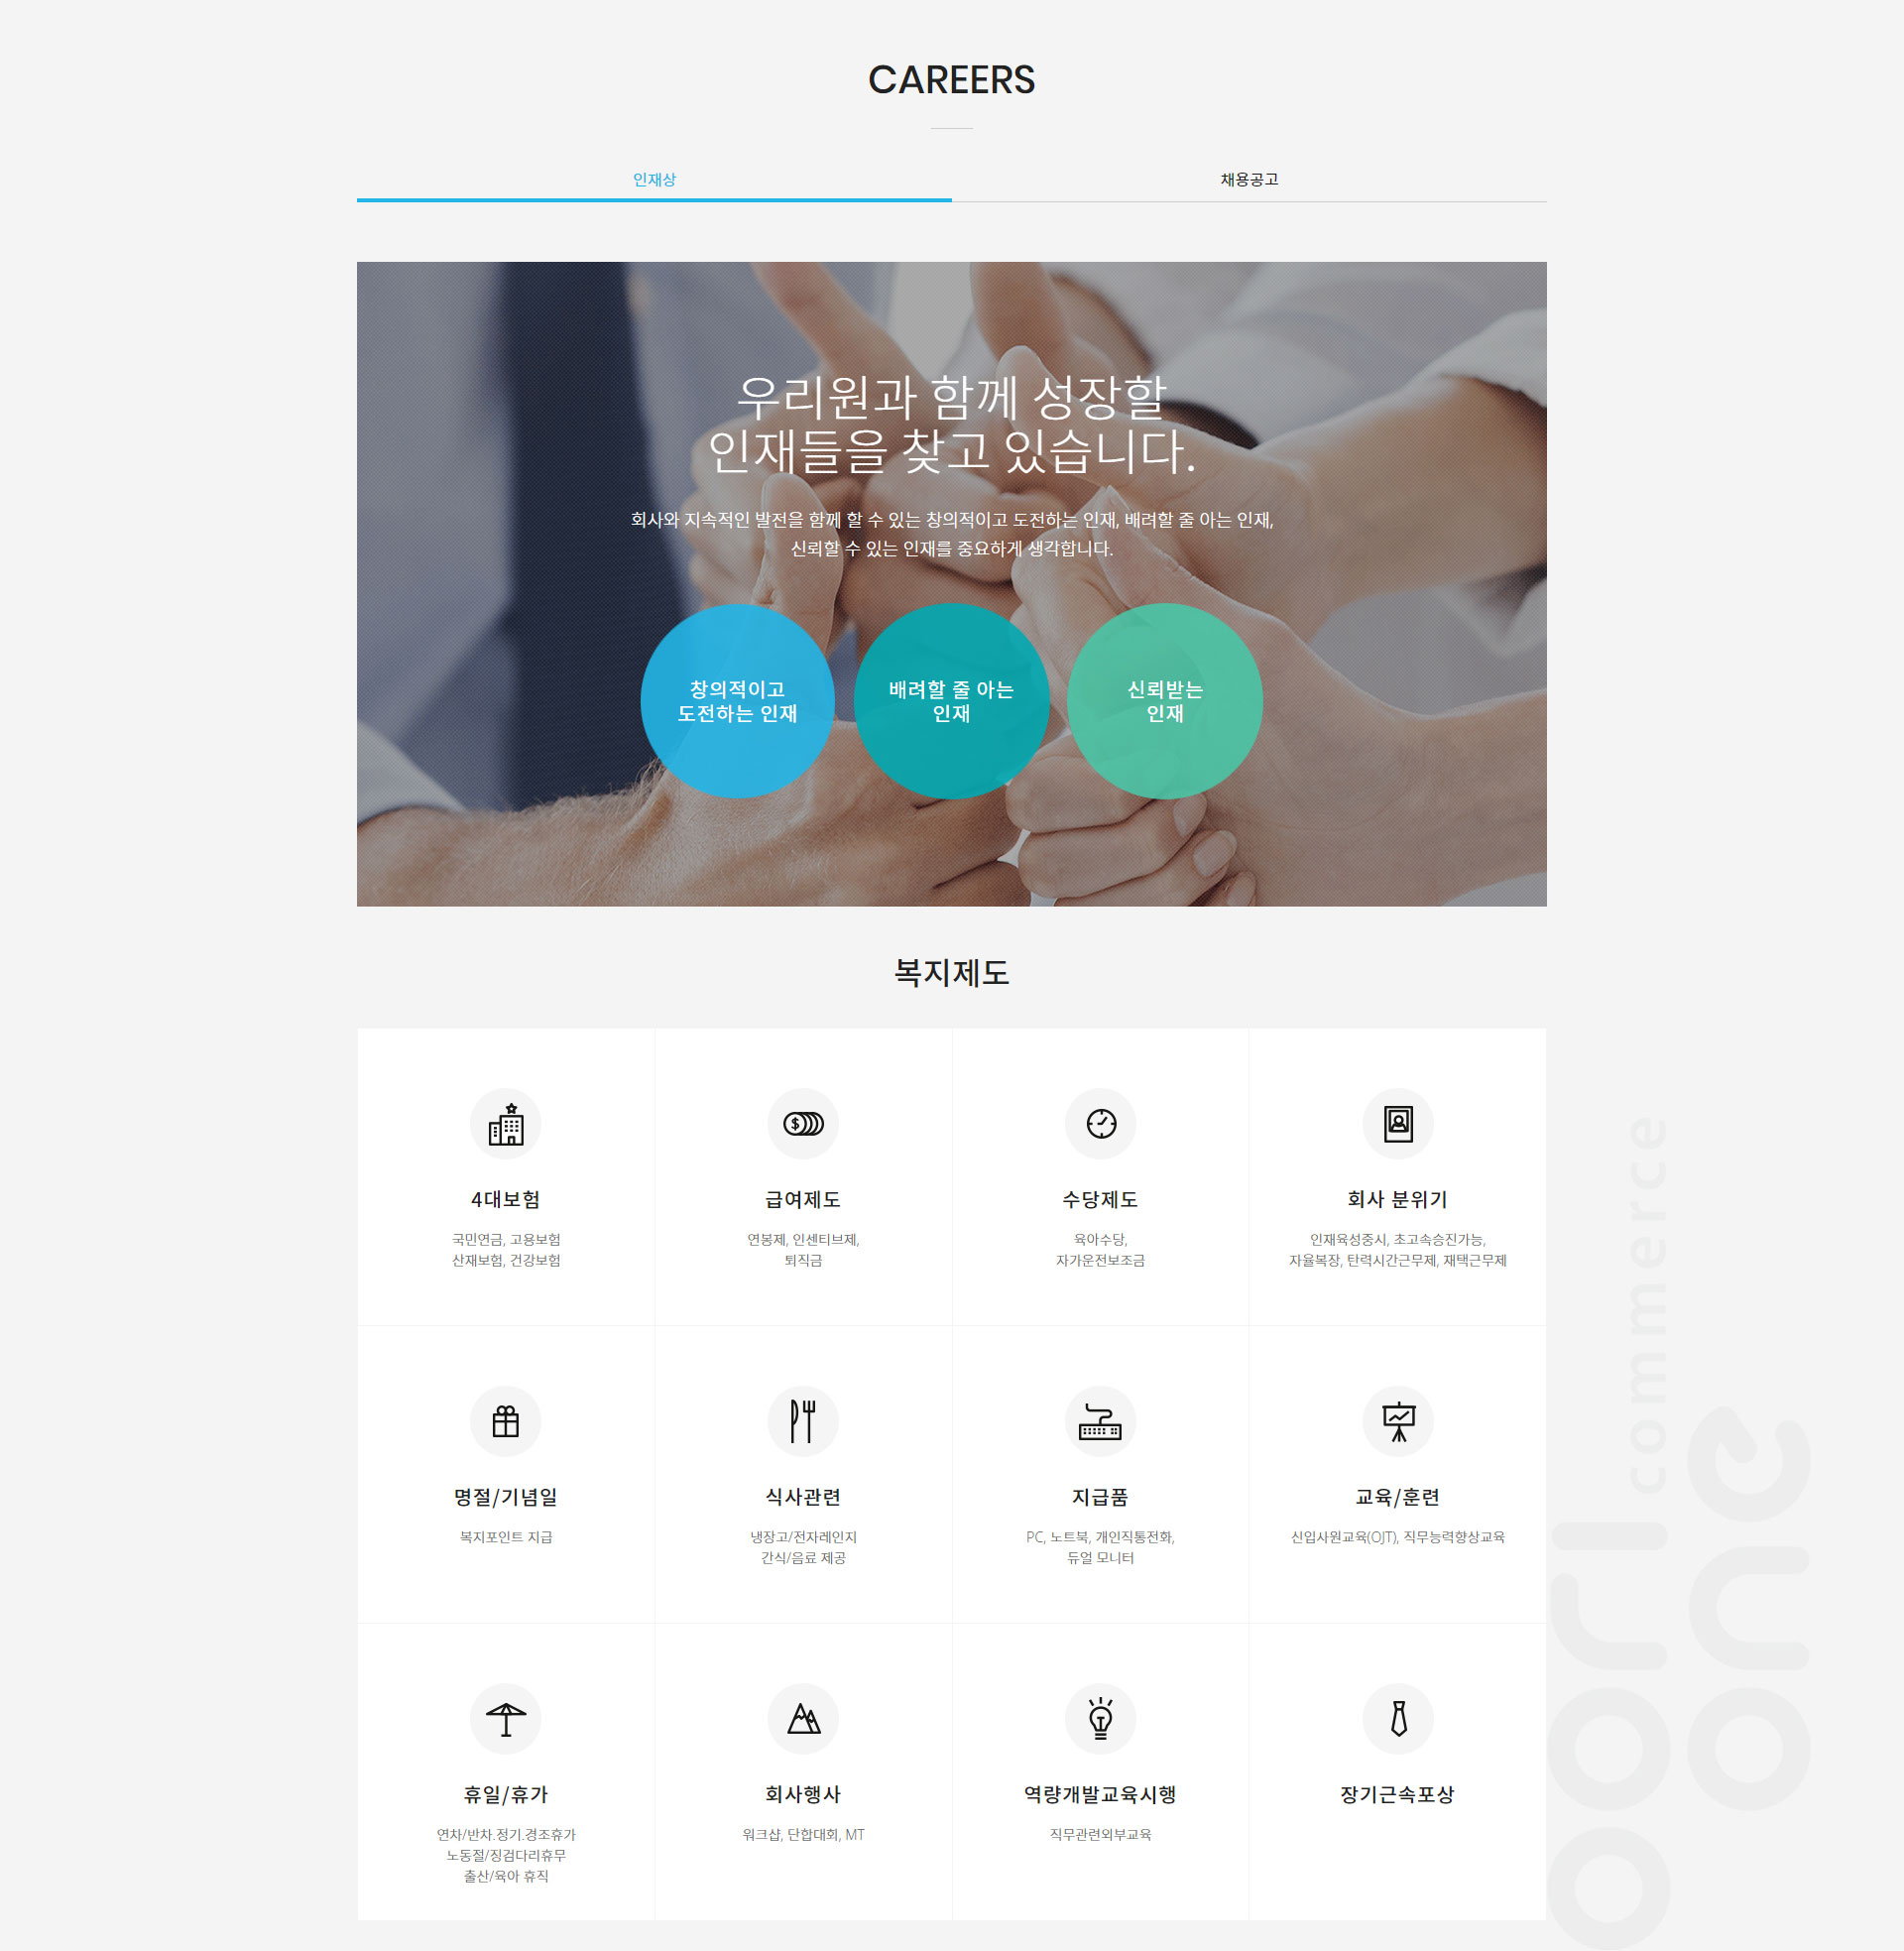 CAREERS
인재상
채용공고
우리원과 함께 성장할
인재들을 찾고 있습니다.
회사와 지속적인 발전을 함께 할 수 있는 창의적이고 도전하는 인재, 배려할 줄 아는 인재,
신뢰할 수 있는 인재를 중요하게 생각합니다.
창의적이고
도전하는 인재
배려할 줄 아는
인재
신뢰받는
인재
복지제도
4대보험
국민연금, 고용보험
산재보험, 건강보험
급여제도
연봉제, 인센티브제,
퇴직금
수당제도
육아수당,
자가운전보조금
회사 분위기
인재육성중시, 초고속승진가능,
자율복장, 탄력시간근무제, 재택근무제
명절/기념일
복지포인트 지급
식사관련
냉장고/전자레인지
간식/음료 제공
지급품
PC, 노트북, 개인직통전화,
듀얼 모니터
교육/훈련
신입사원교육(OJT), 직무능력향상교육
휴일/휴가
연차/반차.정기.경조휴가
노동절/징검다리휴무
출산/육아 휴직
회사행사
워크샵, 단합대회, MT
역량개발교육시행
직무관련외부교육
장기근속포상
commerce
oori
one